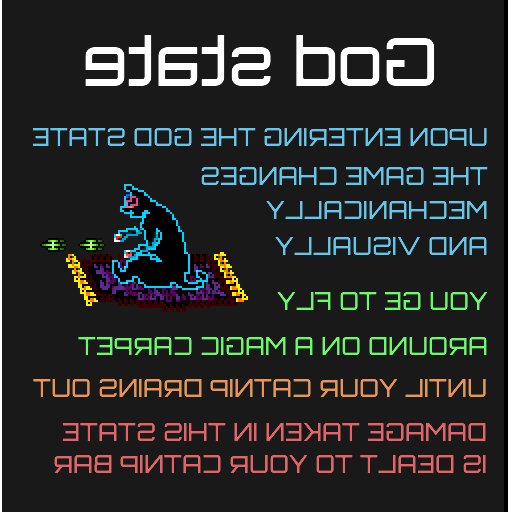 God state
UPON ENTERING THE GOD STATE
THE GAME CHANGES
MECHANICALLY
AND VISUALLY
YOU GE TO FLY
AROUND ON A MAGIC CARPET
UNTIL YOUR CATNIP DRAINS OUT
DAMAGE TAKEN IN THIS STATE
IS DEALT TO YOUR CATNIP BAR